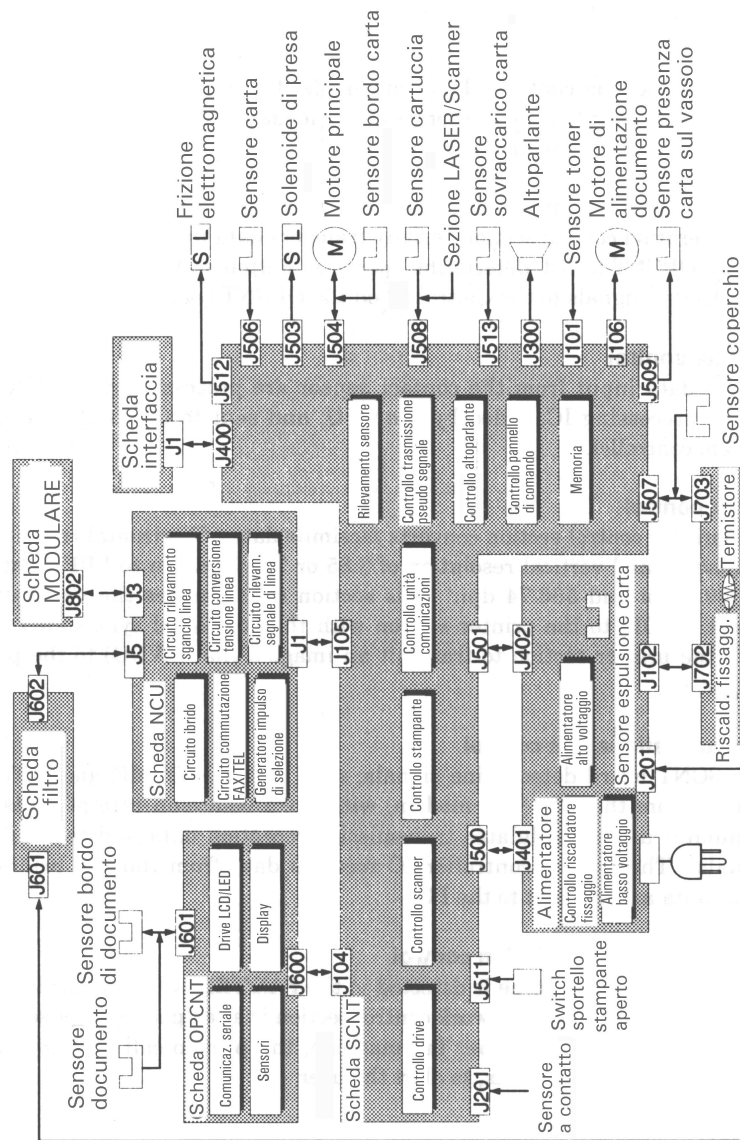 Sensore
documento
Sensore bordo
di documento
J601
Scheda
filtro
J602
Scheda
MODULARE
J802
Scheda
interfaccia
J1
J400
Frizione
elettromagnetica
S L
J512
Sensore carta
J506
Solenoide di presa
S L
J503
Motore principale
M
J504
Sensore bordo carta
Sensore cartuccia
J508
Sezione LASER/Scanner
Sensore
sovraccarico carta
J513
Altoparlante
J300
Sensore toner
J101
Motore di
alimentazione
documento
M
J106
Sensore presenza
carta sul vassoio
J509
J601
Scheda OPCNT
Comunicaz. seriale
Drive LCD/LED
Sensori
Display
J600
J5
J3
Scheda NCU
Circuito ibrido
Circuito rilevamento
sgancio linea
Circuito commutazione
FAX/TEL
Circuito conversione
tensione linea
Generatore impulso
di selezione
Circuito rilevam.
segnale di linea
J1
J104
J105
Scheda SCNT
Controllo drive
Controllo scanner
Controllo stampante
Contollo unità
comunicazioni
Rilevamento sensore
Controllo trasmissione
pseudo segnale
Controllo altoparlante
Controllo pannello
di comando
Memoria
J201
J511
J500
J501
J507
Sensore
a contatto
Switch
sportello
stampante
aperto
J401
J402
Alimentatore
Controllo riscaldatore
fissaggio
Alimentatore
alto voltaggio
Alimentatore
basso voltaggio
Sensore espulsione carta
J201
J102
J702
J703
Riscald. fissagg.
Termistore
Sensore coperchio